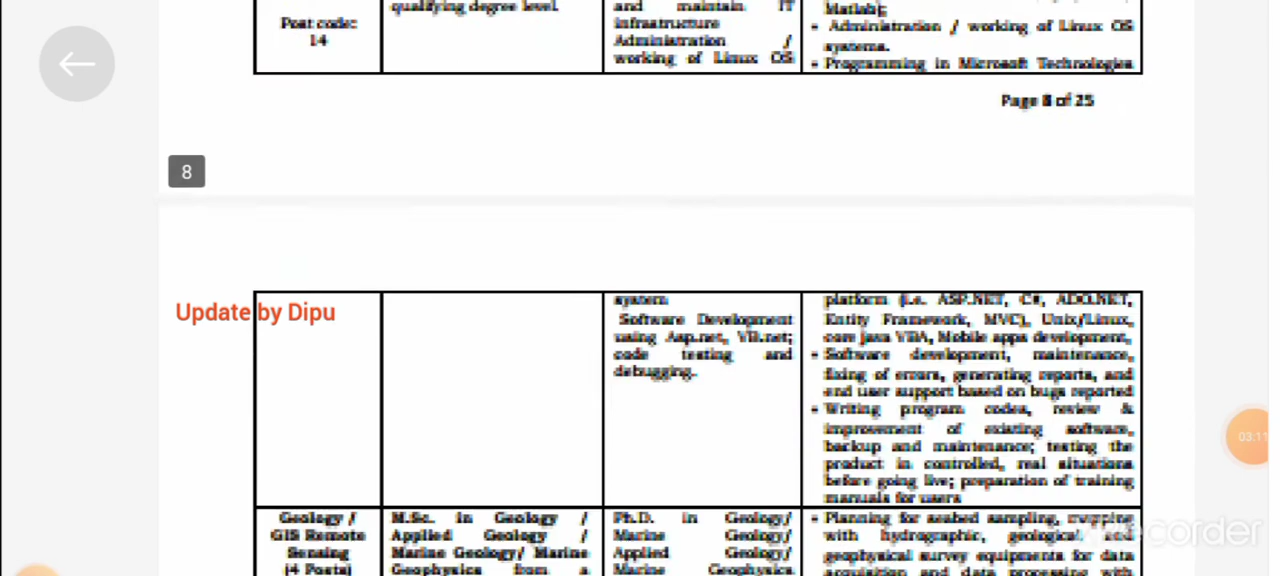 Post code:
14
qualifying degree level.
and maintain IT
infrastructure
Administration /
working of Linux OS
Matlab);
• Administration / working of Linux OS
systems.
• Programming in Microsoft Technologies
Page 8 of 25
8
Update by Dipu
system
Software Development
using Asp.net, VB.net;
code testing and
debugging.
platform (i.e. ASP.NET, C#, ADO.NET,
Entity Framework, MVC), Unix/Linux,
core java VBA, Mobile apps development,
• Software development, maintenance,
fixing of errors, generating reports, and
end user support based on bugs reported
• Writing program codes, review &
improvement of existing software,
backup and maintenance; testing the
product in controlled, real situations
before going live; preparation of training
manuals for users
03:11
Geology /
GIS Remote
Sensing
(4 Posts)
M.Sc. in Geology /
Applied Geology /
Marine Geology/ Marine
Geophysics from a
Ph.D. in Geology/
Marine Geology/
Applied Geology/
Marine Geophysics
• Planning for seabed sampling, mapping
with hydrographic, geological, and
geophysical survey equipments for data
acquisition and data processing with
ecorder